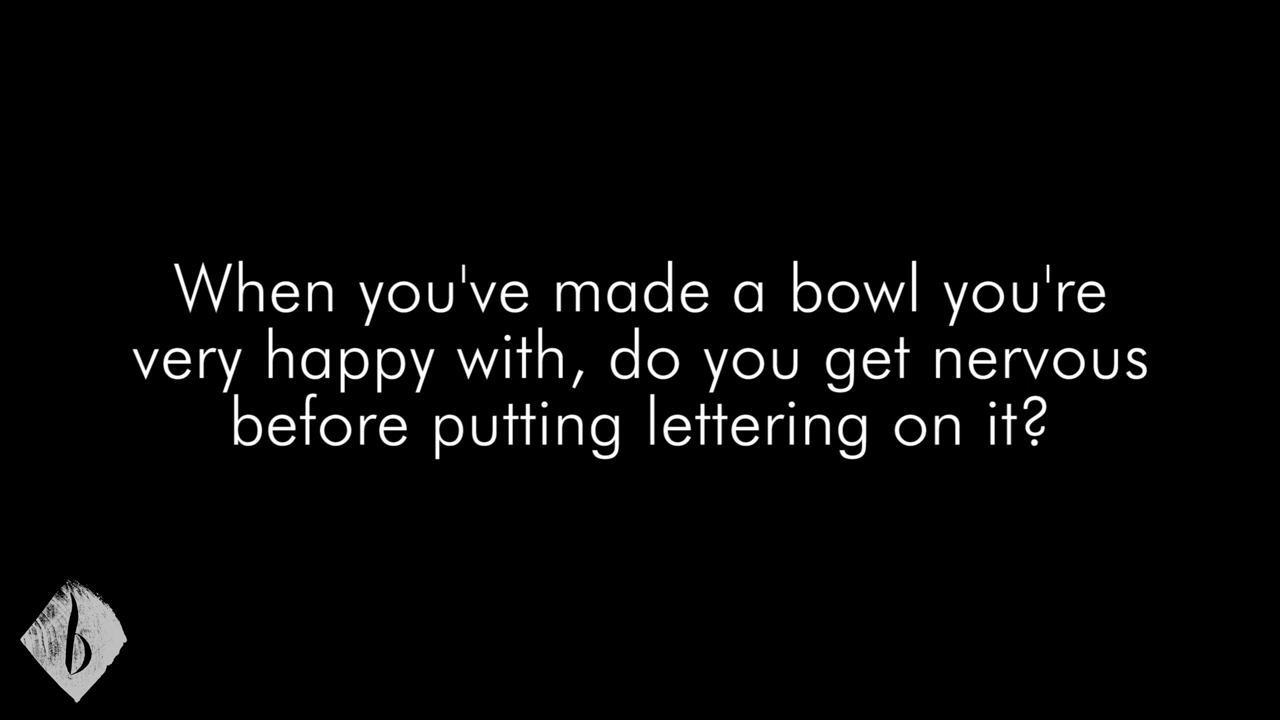 When you've made a bowl you're
very happy with, do you get nervous
before putting lettering on it?
b